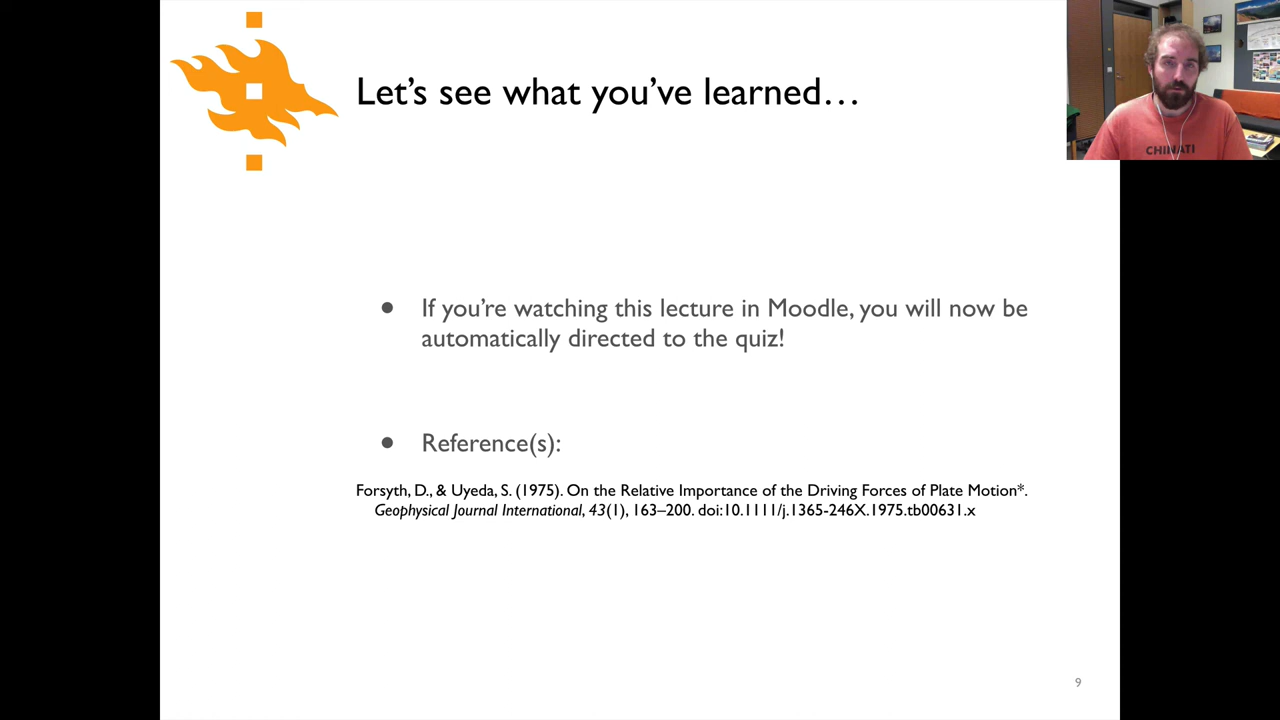 Let's see what you've learned…
CHINATI
● If you're watching this lecture in Moodle, you will now be
automatically directed to the quiz!
● Reference(s):
Forsyth, D., & Uyeda, S. (1975). On the Relative Importance of the Driving Forces of Plate Motion*.
Geophysical Journal International, 43(1), 163–200. doi:10.1111/j.1365-246X.1975.tb00631.x
9